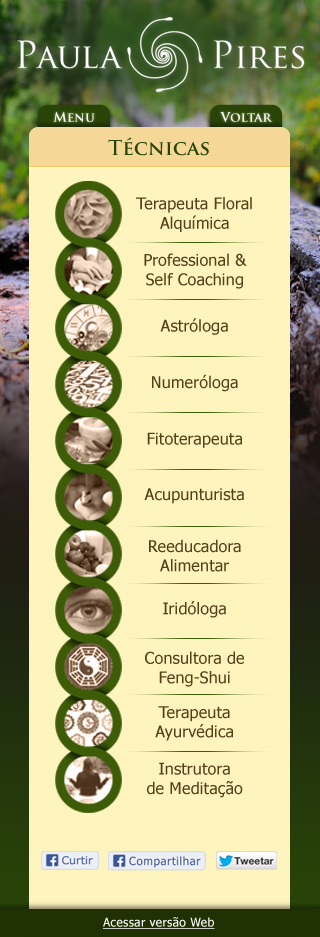 PAULA PIRES
MENU
VOLTAR
TÉCNICAS
Terapeuta Floral
Alquímica
Professional &
Self Coaching
Astróloga
Numeróloga
Fitoterapeuta
Acupunturista
Reeducadora
Alimentar
Iridóloga
Consultora de
Feng-Shui
Terapeuta
Ayurvédica
Instrutora
de Meditação
Curtir
Compartilhar
Tweetar
Acessar versão Web